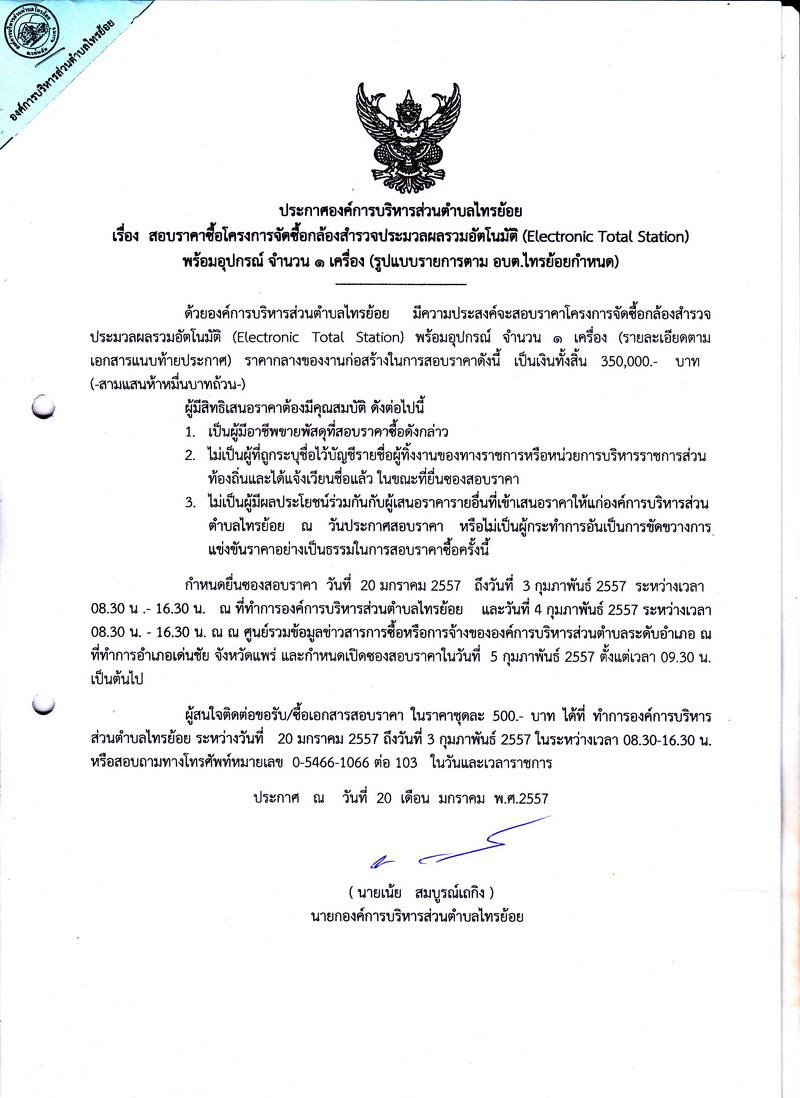 องค์การบริหารส่วนตำบลไทรย้อย
ประกาศองค์การบริหารส่วนตำบลไทรย้อย
เรื่อง สอบราคาซื้อโครงการจัดซื้อกล้องสำรวจประมวลผลรวมอัตโนมัติ (Electronic Total Station)
พร้อมอุปกรณ์ จำนวน ๑ เครื่อง (รูปแบบรายการตาม อบต.ไทรย้อยกำหนด)
ด้วยองค์การบริหารส่วนตำบลไทรย้อย มีความประสงค์จะสอบราคาโครงการจัดซื้อกล้องสำรวจ
ประมวลผลรวมอัตโนมัติ (Electronic Total Station) พร้อมอุปกรณ์ จำนวน ๑ เครื่อง (รายละเอียดตาม
เอกสารแนบท้ายประกาศ) ราคากลางของงานก่อสร้างในการสอบราคาดังนี้ เป็นเงินทั้งสิ้น 350,000.- บาท
(-สามแสนห้าหมื่นบาทถ้วน-)
ผู้มีสิทธิเสนอราคาต้องมีคุณสมบัติ ดังต่อไปนี้
1. เป็นผู้มีอาชีพขายพัสดุที่สอบราคาซื้อดังกล่าว
2. ไม่เป็นผู้ที่ถูกระบุชื่อไว้บัญชีรายชื่อผู้ทิ้งงานของทางราชการหรือหน่วยการบริหารราชการส่วน
ท้องถิ่นและได้แจ้งเวียนชื่อแล้ว ในขณะที่ยื่นซองสอบราคา
3. ไม่เป็นผู้มีผลประโยชน์ร่วมกันกับผู้เสนอราคารายอื่นที่เข้าเสนอราคาให้แก่องค์การบริหารส่วน
ตำบลไทรย้อย ณ วันประกาศสอบราคา หรือไม่เป็นผู้กระทำการอันเป็นการขัดขวางการ
แข่งขันราคาอย่างเป็นธรรมในการสอบราคาซื้อครั้งนี้
กำหนดยื่นซองสอบราคา วันที่ 20 มกราคม 2557 ถึงวันที่ 3 กุมภาพันธ์ 2557 ระหว่างเวลา
08.30 น .- 16.30 น. ณ ที่ทำการองค์การบริหารส่วนตำบลไทรย้อย และวันที่ 4 กุมภาพันธ์ 2557 ระหว่างเวลา
08.30 น. - 16.30 น. ณ ณ ศูนย์รวมข้อมูลข่าวสารการซื้อหรือการจ้างขององค์การบริหารส่วนตำบลระดับอำเภอ ณ
ที่ทำการอำเภอเด่นชัย จังหวัดแพร่ และกำหนดเปิดซองสอบราคาในวันที่ 5 กุมภาพันธ์ 2557 ตั้งแต่เวลา 09.30 น.
เป็นต้นไป
ผู้สนใจติดต่อขอรับ/ซื้อเอกสารสอบราคา ในราคาชุดละ 500.- บาท ได้ที่ ทำการองค์การบริหาร
ส่วนตำบลไทรย้อย ระหว่างวันที่ 20 มกราคม 2557 ถึงวันที่ 3 กุมภาพันธ์ 2557 ในระหว่างเวลา 08.30-16.30 น.
หรือสอบถามทางโทรศัพท์หมายเลข 0-5466-1066 ต่อ 103 ในวันและเวลาราชการ
ประกาศ ณ วันที่ 20 เดือน มกราคม พ.ศ.2557
( นายเน้ย สมบูรณ์เถกิง )
นายกองค์การบริหารส่วนตำบลไทรย้อย